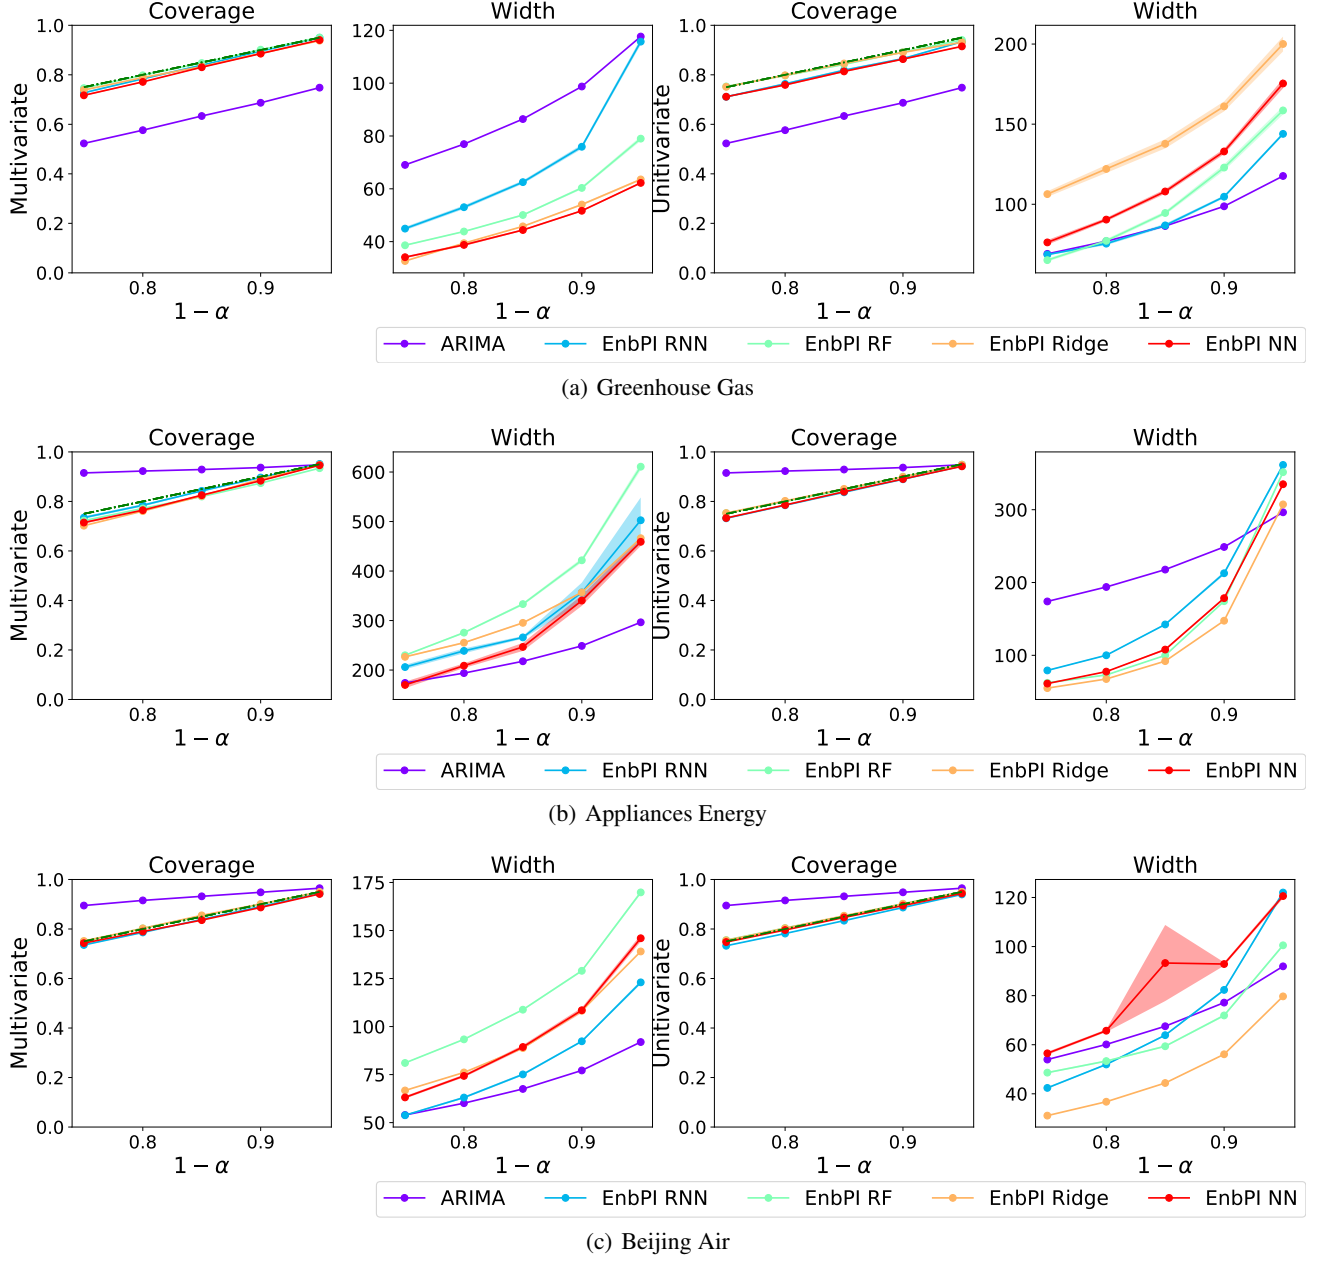 Coverage Width Coverage Width
Multivariate
1.0
0.8
0.6
0.4
0.2
0.0
0.8 0.9
1 − α
120
100
80
60
40
0.8 0.9
1 − α
Unitivariate
1.0
0.8
0.6
0.4
0.2
0.0
0.8 0.9
1 − α
200
150
100
0.8 0.9
1 − α
ARIMA EnbPI RNN EnbPI RF EnbPI Ridge EnbPI NN
(a) Greenhouse Gas
Coverage Width Coverage Width
Multivariate
1.0
0.8
0.6
0.4
0.2
0.0
0.8 0.9
1 − α
600
500
400
300
200
0.8 0.9
1 − α
Unitivariate
1.0
0.8
0.6
0.4
0.2
0.0
0.8 0.9
1 − α
300
200
100
0.8 0.9
1 − α
ARIMA EnbPI RNN EnbPI RF EnbPI Ridge EnbPI NN
(b) Appliances Energy
Coverage Width Coverage Width
Multivariate
1.0
0.8
0.6
0.4
0.2
0.0
0.8 0.9
1 − α
175
150
125
100
75
50
0.8 0.9
1 − α
Unitivariate
1.0
0.8
0.6
0.4
0.2
0.0
0.8 0.9
1 − α
120
100
80
60
40
0.8 0.9
1 − α
ARIMA EnbPI RNN EnbPI RF EnbPI Ridge EnbPI NN
(c) Beijing Air